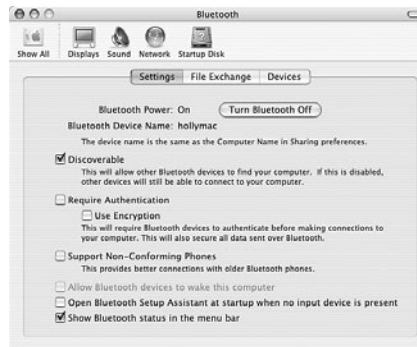 Bluetooth
Show All Displays Sound Network Startup Disk
Settings File Exchange Devices
Bluetooth Power: On Turn Bluetooth Off
Bluetooth Device Name: hollymac
The device name is the same as the Computer Name in Sharing preferences.
Discoverable
This will allow other Bluetooth devices to find your computer. If this is disabled,
other devices will still be able to connect to your computer.
Require Authentication
Use Encryption
This will require Bluetooth devices to authenticate before making connections to
your computer. This will also secure all data sent over Bluetooth.
Support Non-Conforming Phones
This provides better connections with older Bluetooth phones.
Allow Bluetooth devices to wake this computer
Open Bluetooth Setup Assistant at startup when no input device is present
Show Bluetooth status in the menu bar